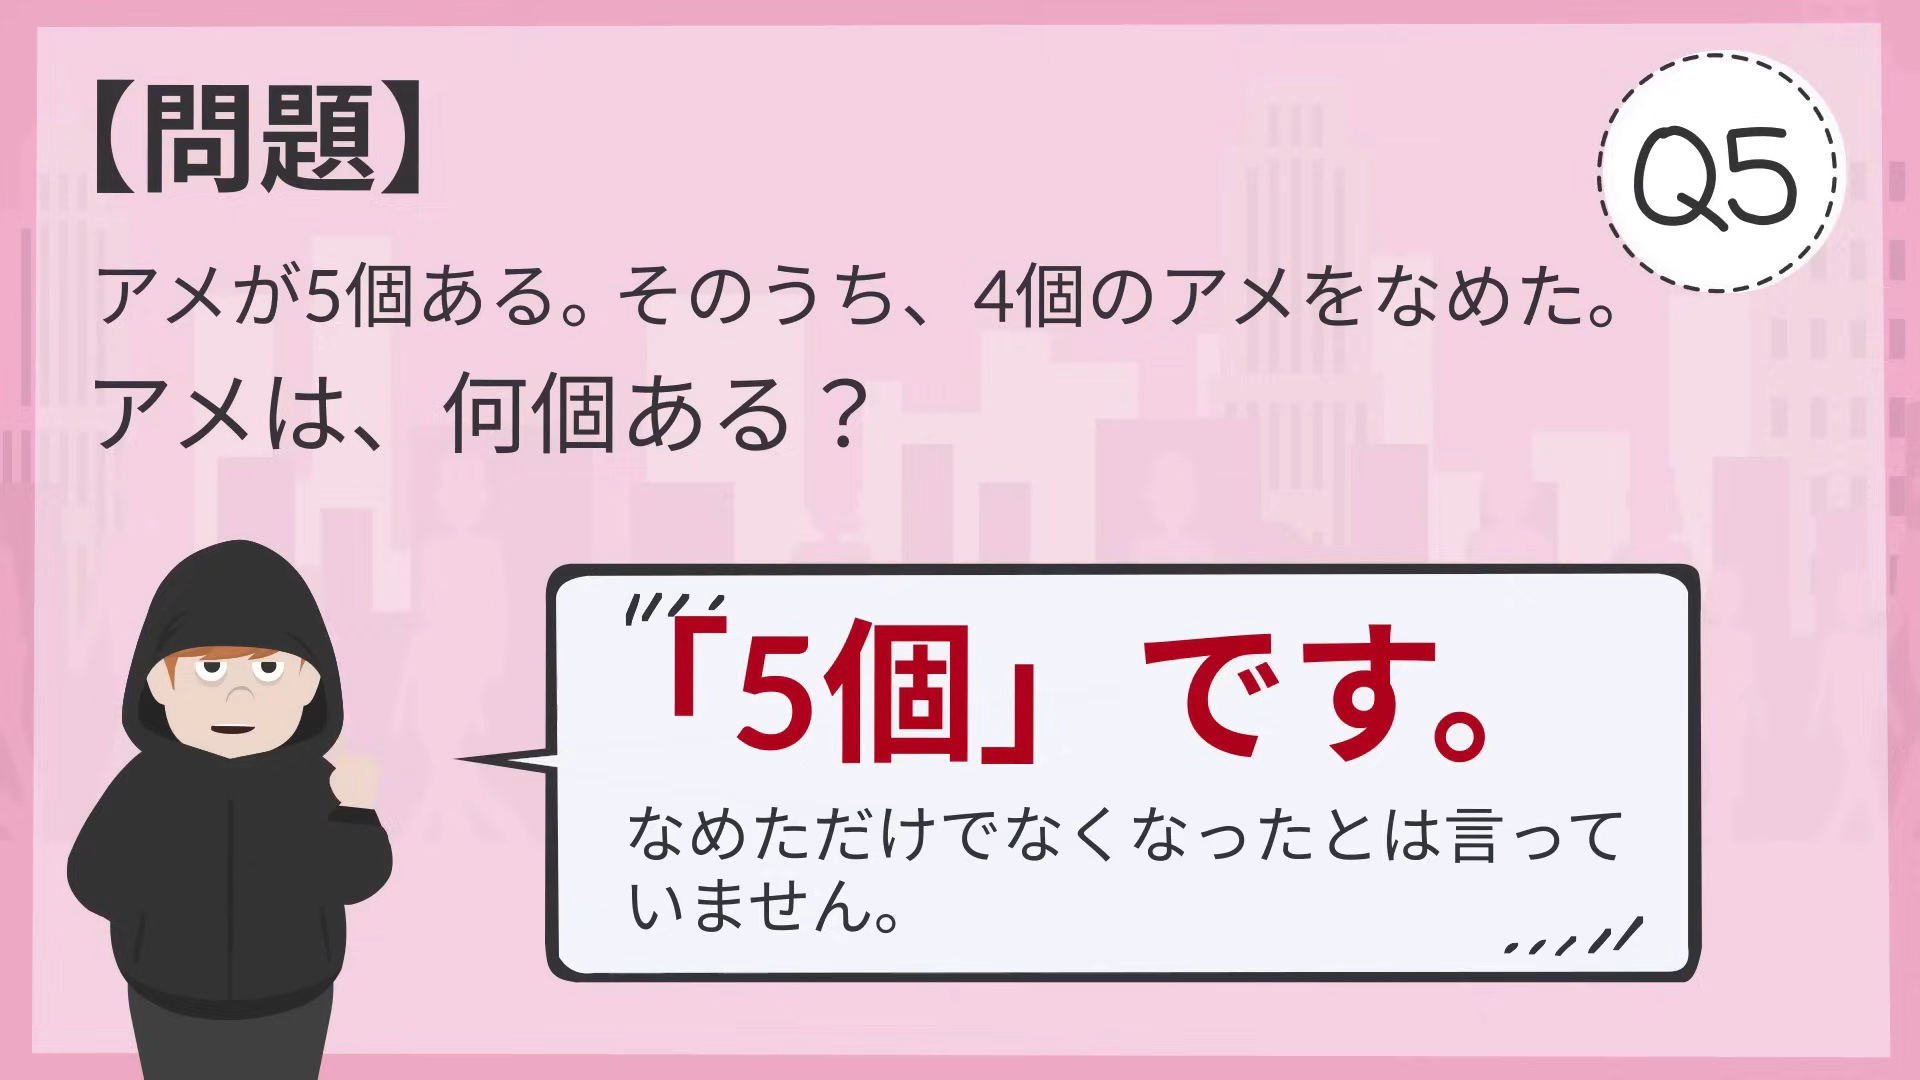 【問題】
Q5
アメが5個ある。そのうち、4個のアメをなめた。
アメは、何個ある？
「5個」です。
なめただけでなくなったとは言って
いません。